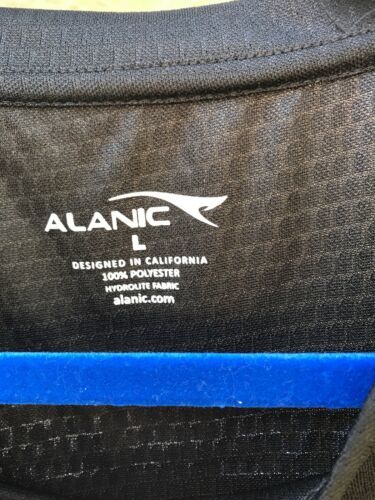 ALANIC
L
DESIGNED IN CALIFORNIA
100% POLYESTER
HYDROLITE FABRIC
alanic.com